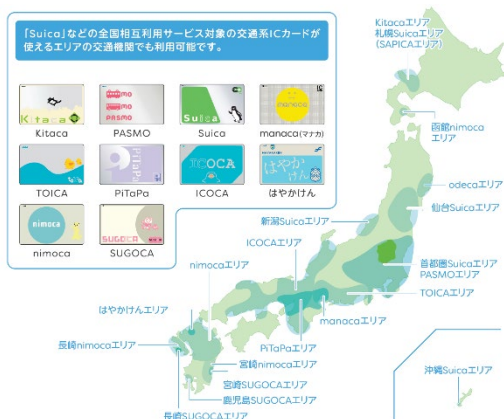 「Suica」などの全国相互利用サービス対象の交通系ICカードが
使えるエリアの交通機関でも利用可能です。
Kitaca
PASMO
Suica
manaca(マナカ)
TOICA
PiTaPa
ICOCA
はやかけん
nimoca
SUGOCA
Kitaca
PASMO
PASMO
Suica
manaca
PiTaPa
ICOCA
はやか
けん
nimoca
SUGOCA
Kitacaエリア
札幌Suicaエリア
(SAPICAエリア)
函館nimoca
エリア
odecaエリア
仙台Suicaエリア
新潟Suicaエリア
ICOCAエリア
首都圏Suicaエリア
PASMOエリア
nimocaエリア
TOICAエリア
はやかけんエリア
manacaエリア
長崎nimocaエリア
PiTaPaエリア
宮崎nimocaエリア
沖縄Suicaエリア
宮崎SUGOCAエリア
鹿児島SUGOCAエリア
長崎SUGOCAエリア